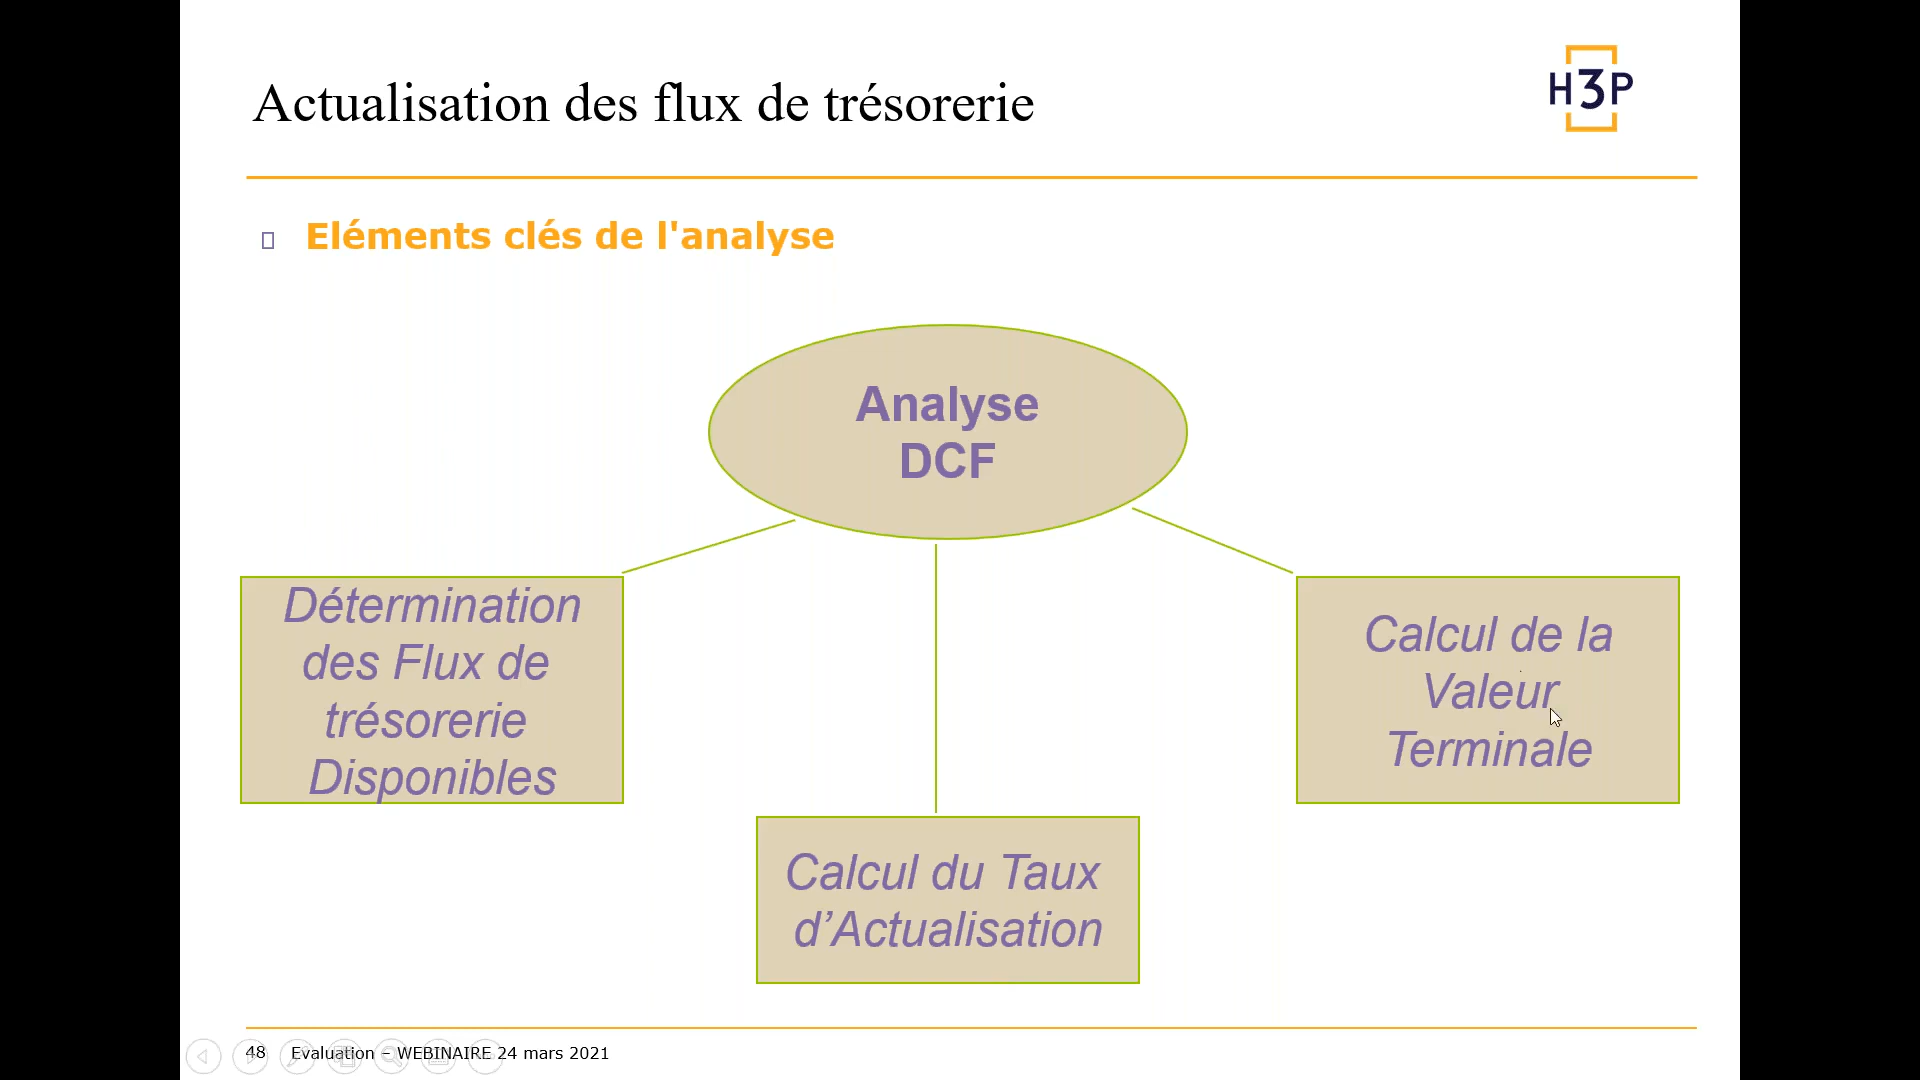 Actualisation des flux de trésorerie
H3P
Eléments clés de l'analyse
Analyse
DCF
Détermination
des Flux de
trésorerie
Disponibles
Calcul de la
Valeur
Terminale
Calcul du Taux
d’Actualisation
48 Evaluation – WEBINAIRE 24 mars 2021